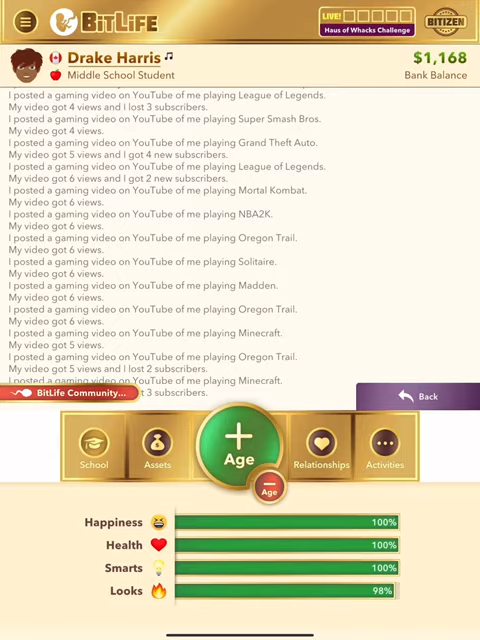 BITLIFE
LIVE!
Haus of Whacks Challenge
BITIZEN
Drake Harris
$1,168
Middle School Student
Bank Balance
I posted a gaming video on YouTube of me playing League of Legends.
My video got 4 views and I lost 3 subscribers.
I posted a gaming video on YouTube of me playing Super Smash Bros.
My video got 4 views.
I posted a gaming video on YouTube of me playing Grand Theft Auto.
My video got 5 views and I got 4 new subscribers.
I posted a gaming video on YouTube of me playing League of Legends.
My video got 6 views and I got 2 new subscribers.
I posted a gaming video on YouTube of me playing Mortal Kombat.
My video got 6 views.
I posted a gaming video on YouTube of me playing NBA2K.
My video got 6 views.
I posted a gaming video on YouTube of me playing Oregon Trail.
My video got 6 views.
I posted a gaming video on YouTube of me playing Solitaire.
My video got 6 views.
I posted a gaming video on YouTube of me playing Madden.
My video got 6 views.
I posted a gaming video on YouTube of me playing Oregon Trail.
My video got 6 views.
I posted a gaming video on YouTube of me playing Minecraft.
My video got 5 views.
I posted a gaming video on YouTube of me playing Oregon Trail.
My video got 5 views and I lost 2 subscribers.
I posted a gaming video on YouTube of me playing Minecraft.
BitLife Community...
t 3 subscribers.
Back
School
Assets
Age
Relationships
Activities
Age
Happiness 100%
Health 100%
Smarts 100%
Looks 98%